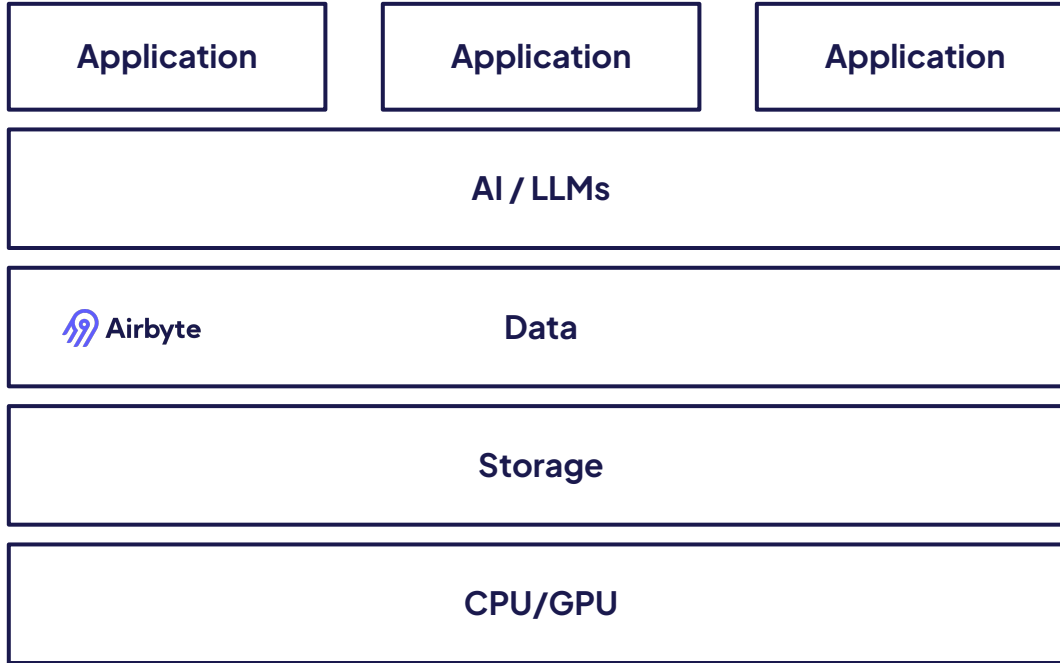 Application
Application
Application
AI / LLMs
Airbyte
Data
Storage
CPU/GPU